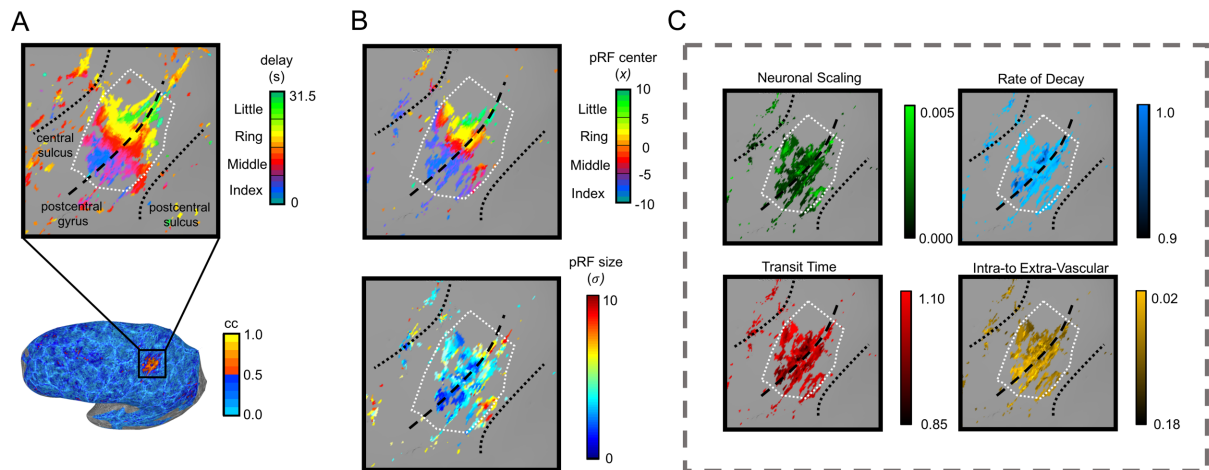 A
delay
(s)
31.5
Little
Ring
Middle
Index
0
central
sulcus
postcentral
gyrus
postcentral
sulcus
cc
1.0
0.5
0.0
B
pRF center
(x)
10
5
0
-5
-10
Little
Ring
Middle
Index
pRF size
(σ)
10
0
C
Neuronal Scaling
0.005
0.000
Rate of Decay
1.0
0.9
Transit Time
1.10
0.85
Intra-to Extra-Vascular
0.02
0.18